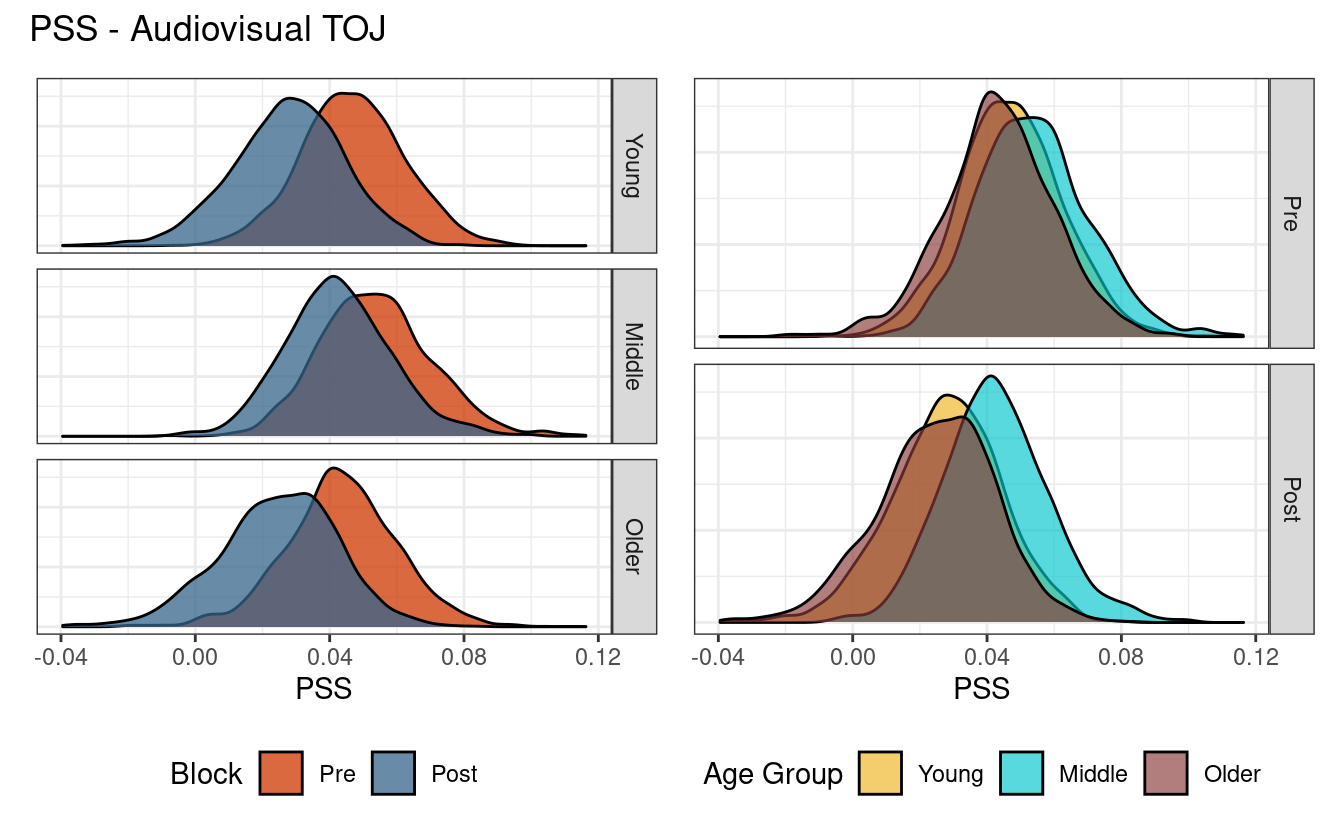 PSS - Audiovisual TOJ
Young
Middle
Older
-0.04 0.00 0.04 0.08 0.12
PSS
Block Pre Post
Pre
Post
-0.04 0.00 0.04 0.08 0.12
PSS
Age Group Young Middle Older